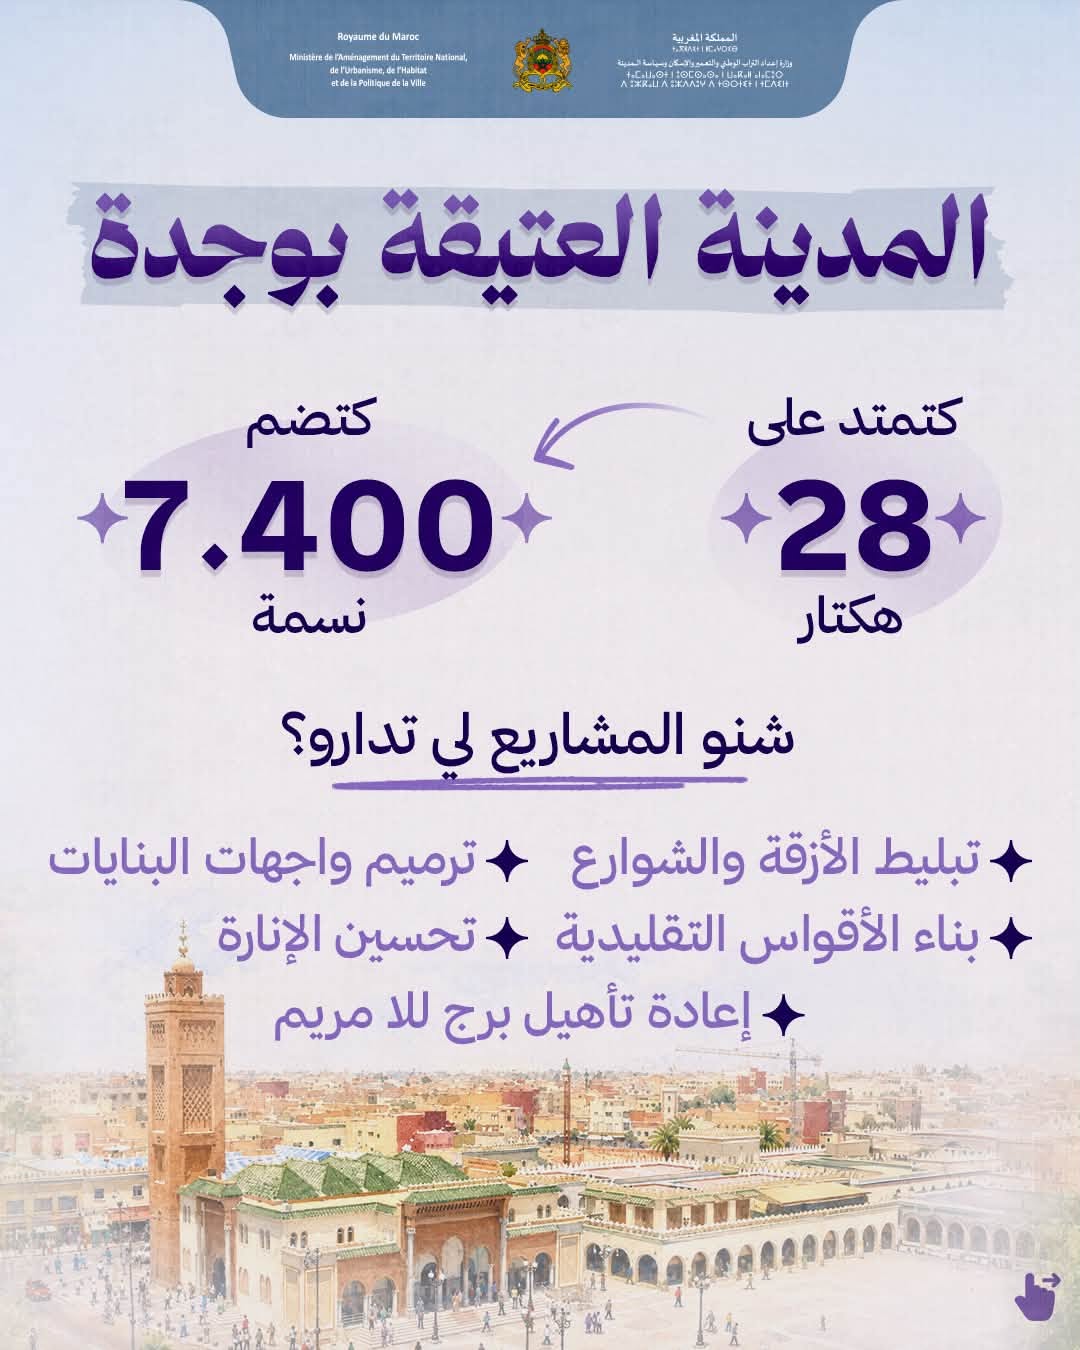 Royaume du Maroc
Ministère de l'Aménagement du Territoire National,
de l'Urbanisme, de l'Habitat
et de la Politique de la Ville
المملكة المغربية
ⵜⴰⴳⵍⴷⵉⵜ ⵏ ⵍⵎⵖⵔⵉⴱ
وزارة إعداد التراب الوطني والتعمير والإسكان وسياسة المدينة
المدينة العتيقة بوجدة
كتمتد على
28
هكتار
كتضم
7.400
نسمة
شنو المشاريع لي تدارو؟
تبليط الأزقة والشوارع
ترميم واجهات البنايات
بناء الأقواس التقليدية
تحسين الإنارة
إعادة تأهيل برج للا مريم